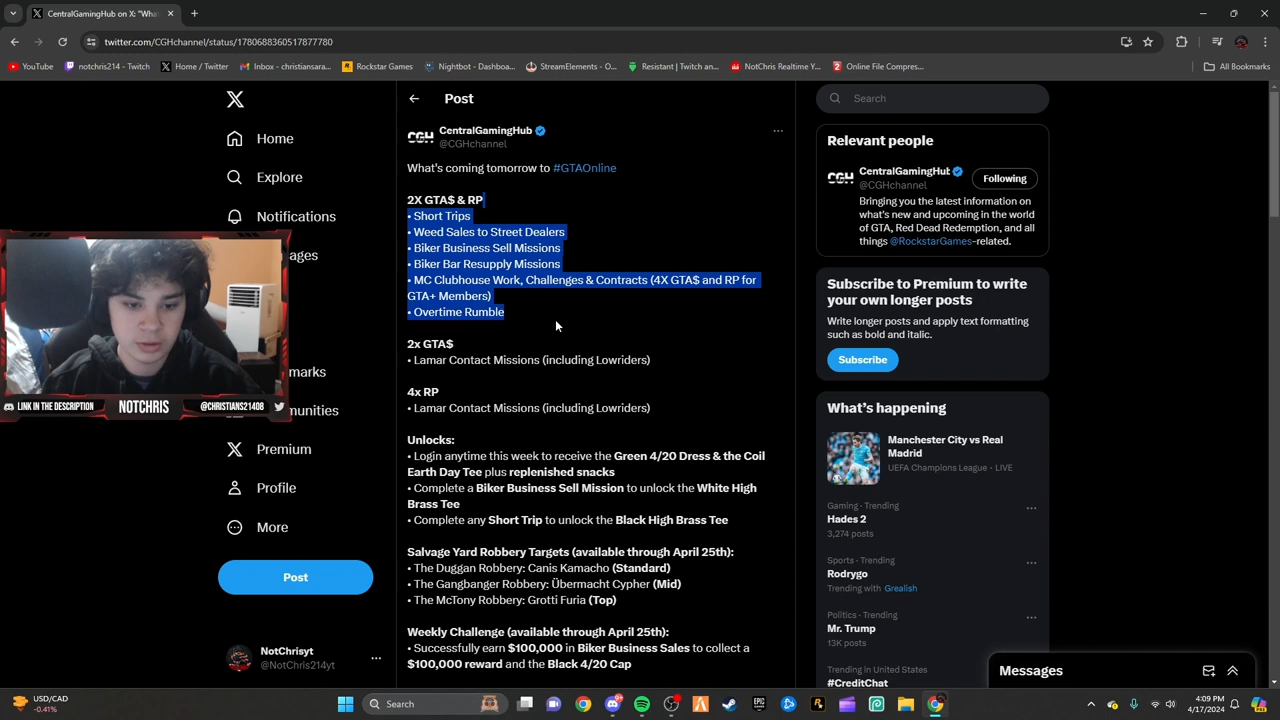 CentralGamingHub on X: "What'
twitter.com/CGHchannel/status/1780688360517877780
YouTube
notchris214 - Twitch
Home / Twitter
Inbox - christiansara...
Rockstar Games
Nightbot - Dashboa...
StreamElements - O...
Resistant | Twitch an...
NotChris Realtime Y...
Online File Compres...
All Bookmarks
Home
Explore
Notifications
ages
marks
munities
Premium
Profile
More
Post
NotChrisyt
@NotChris214yt
LINK IN THE DESCRIPTION
NOTCHRIS
@CHRISTIANS21408
Post
CentralGamingHub
@CGHchannel
What's coming tomorrow to #GTAOnline
2X GTA$ & RP
• Short Trips
• Weed Sales to Street Dealers
• Biker Business Sell Missions
• Biker Bar Resupply Missions
• MC Clubhouse Work, Challenges & Contracts (4X GTA$ and RP for
GTA+ Members)
• Overtime Rumble
2x GTA$
• Lamar Contact Missions (including Lowriders)
4x RP
• Lamar Contact Missions (including Lowriders)
Unlocks:
• Login anytime this week to receive the Green 4/20 Dress & the Coil
Earth Day Tee plus replenished snacks
• Complete a Biker Business Sell Mission to unlock the White High
Brass Tee
• Complete any Short Trip to unlock the Black High Brass Tee
Salvage Yard Robbery Targets (available through April 25th):
• The Duggan Robbery: Canis Kamacho (Standard)
• The Gangbanger Robbery: Übermacht Cypher (Mid)
• The McTony Robbery: Grotti Furia (Top)
Weekly Challenge (available through April 25th):
• Successfully earn $100,000 in Biker Business Sales to collect a
$100,000 reward and the Black 4/20 Cap
Search
Relevant people
CGH
CentralGamingHub
@CGHchannel
Following
Bringing you the latest information on
what's new and upcoming in the world
of GTA, Red Dead Redemption, and all
things @RockstarGames-related.
Subscribe to Premium to write
your own longer posts
Write longer posts and apply text formatting
such as bold and italic.
Subscribe
What's happening
Manchester City vs Real
Madrid
UEFA Champions League · LIVE
Gaming · Trending
Hades 2
3,274 posts
Sports · Trending
Rodrygo
Trending with Grealish
Politics · Trending
Mr. Trump
13K posts
Trending in United States
#CreditChat
Messages
USD/CAD
-0.41%
Search
4:09 PM
4/17/2024